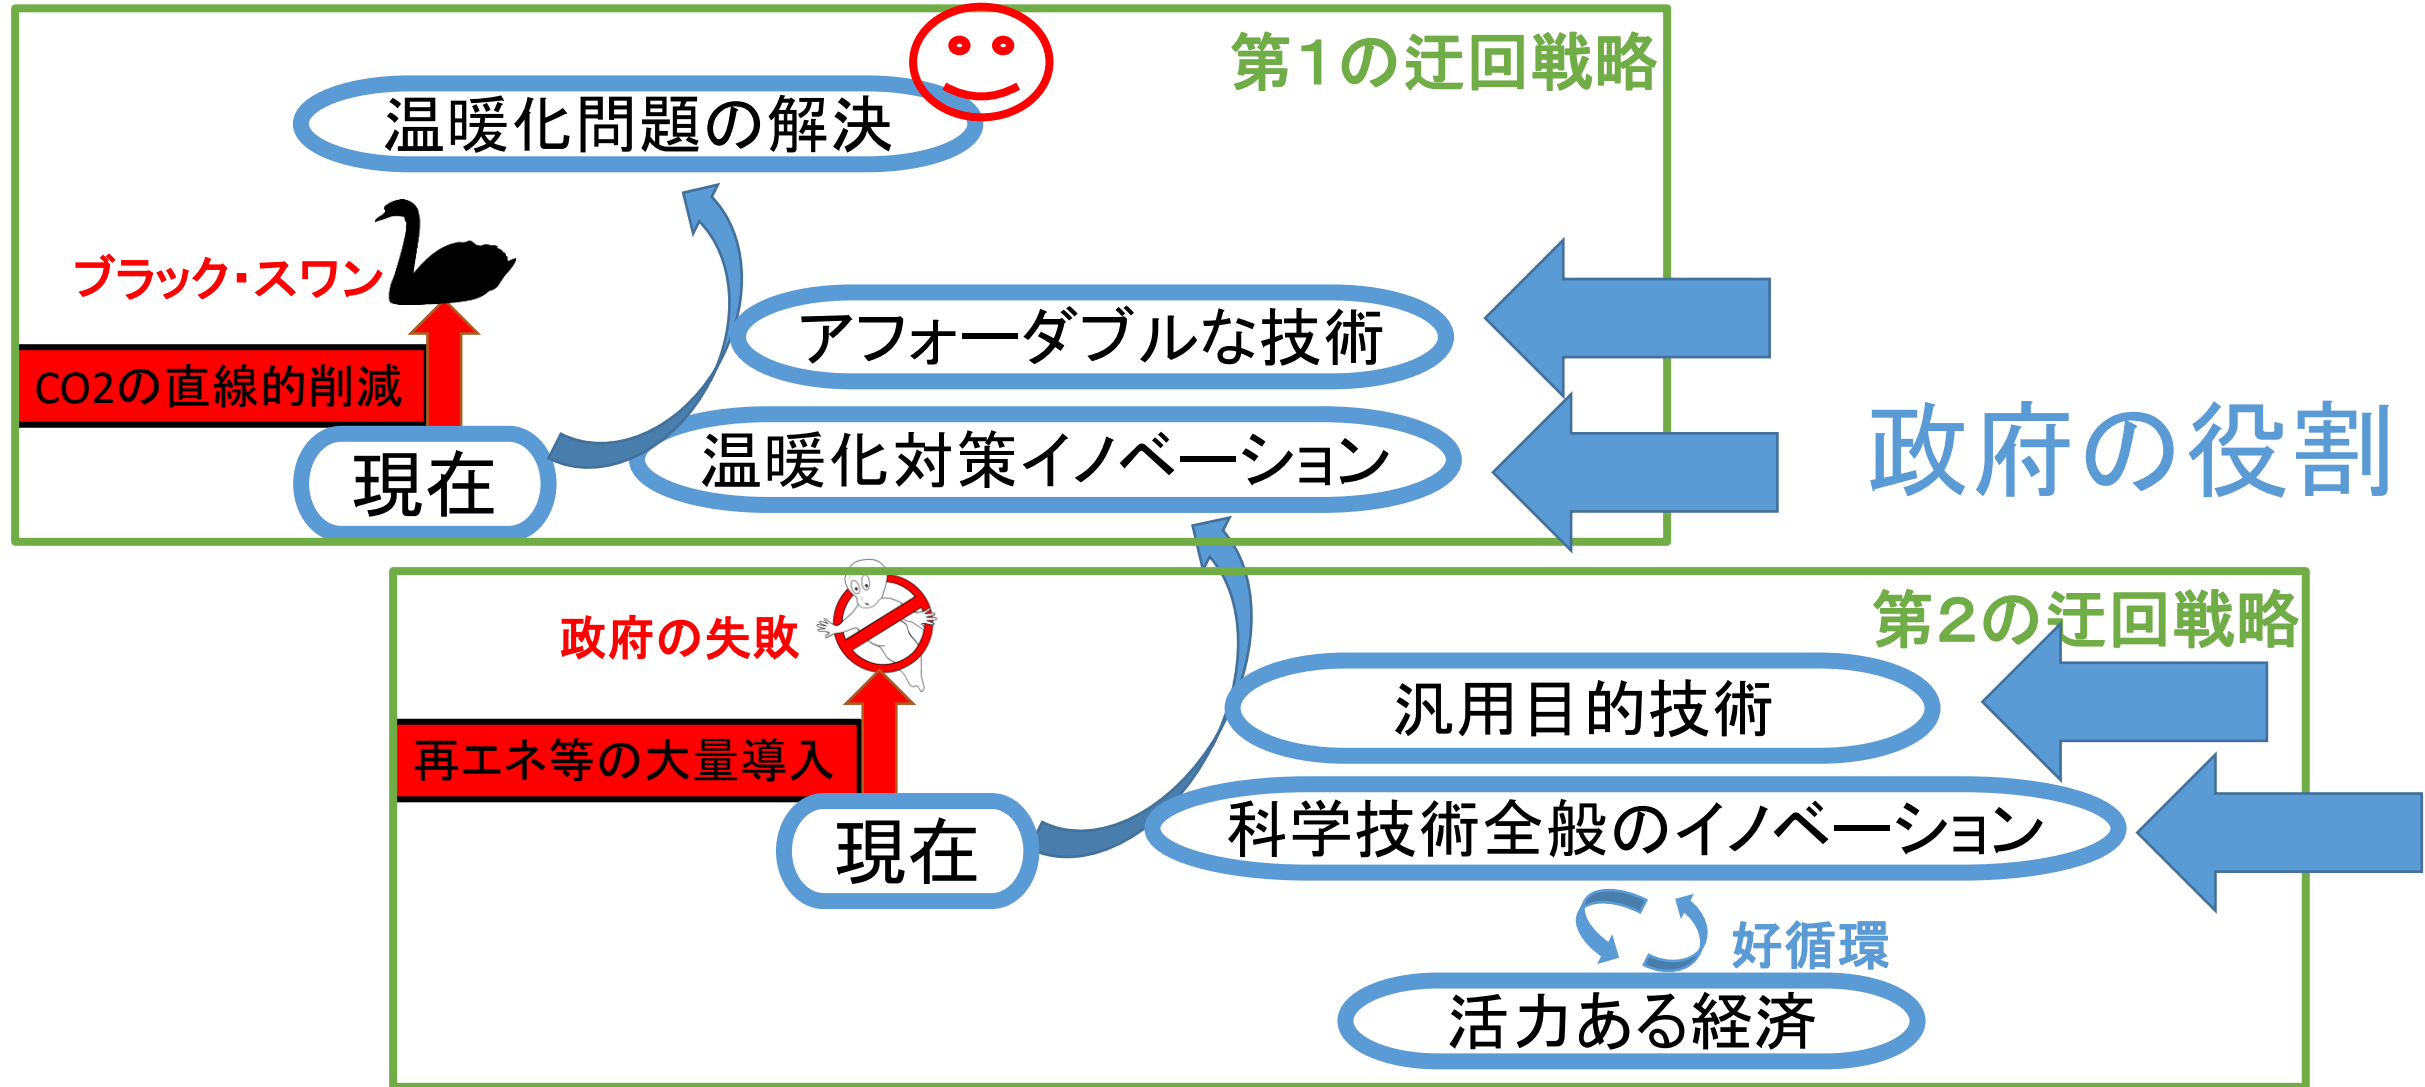 第1の迂回戦略
温暖化問題の解決
ブラック・スワン
アフォーダブルな技術
CO2の直線的削減
政府の役割
温暖化対策イノベーション
現在
第2の迂回戦略
政府の失敗
汎用目的技術
再エネ等の大量導入
科学技術全般のイノベーション
現在
好循環
活力ある経済